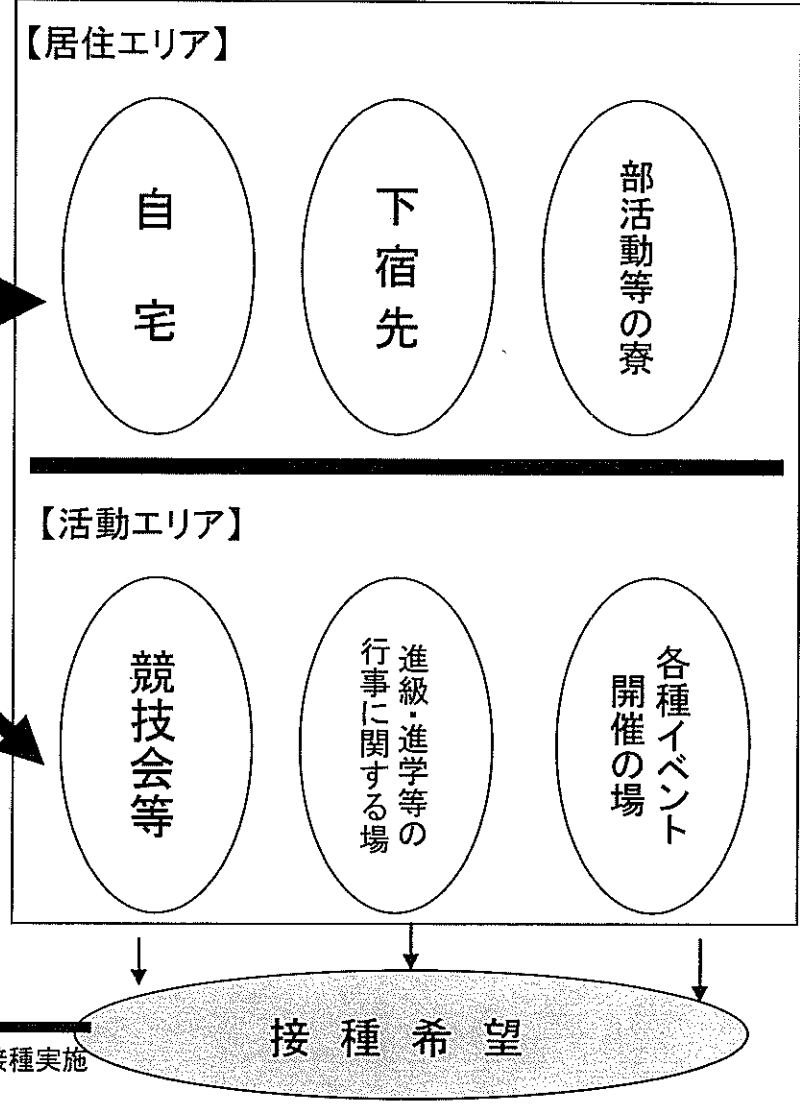 【居住エリア】
自宅
下宿先
部活動等の寮
【活動エリア】
競技会等
進級・進学等の
行事に関する場
各種イベント
開催の場
接種希望
接種実施